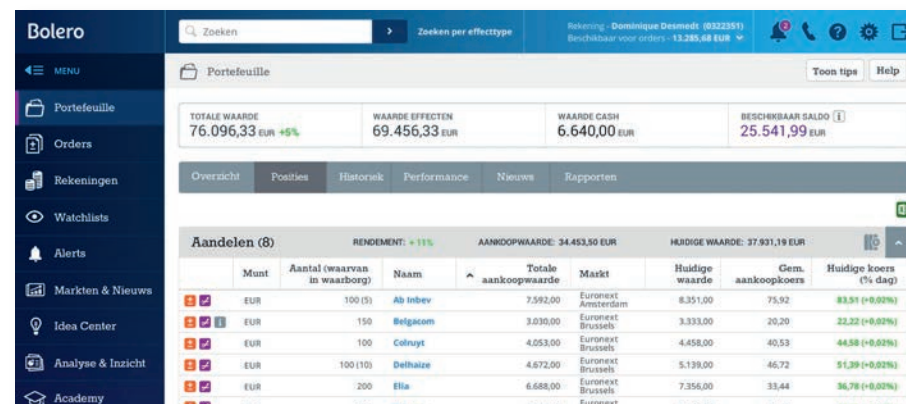 Bolero
Zoeken
Zoeken per effecttype
Rekening - Dominique Desmedt (0322351)
Beschikbaar voor orders - 13.285,68 EUR
2
MENU
Portefeuille
Toon tips
Help
Portefeuille
Orders
Rekeningen
Watchlists
Alerts
Markten & Nieuws
Idea Center
Analyse & Inzicht
Academy
TOTALE WAARDE
76.096,33 EUR +6%
WAARDE EFFECTEN
69.456,33 EUR
WAARDE CASH
6.640,00 EUR
BESCHIKBAAR SALDO i
25.541,99 EUR
Overzicht Posities Historiek Performance Nieuws Rapporten
Aandelen (8) RENDEMENT: + 11% AANKOOPWAARDE: 34.453,50 EUR HUIDIGE WAARDE: 37.931,19 EUR
Munt
Aantal (waarvan in waarborg)
Naam
Totale aankoopwaarde
Markt
Huidige waarde
Gem. aankoopkoers
Huidige koers (% dag)
EUR 100 (5) Ab Inbev 7.592,00 Euronext Amsterdam 8.351,00 75,92 83,51 (+0,02%)
EUR 150 Belgacom 3.030,00 Euronext Brussels 3.333,00 20,20 22,22 (+0,02%)
EUR 100 Colruyt 4.053,00 Euronext Brussels 4.458,00 40,53 44,58 (+0,02%)
EUR 100 (10) Delhaize 4.672,00 Euronext Brussels 5.139,00 46,72 51,39 (+0,02%)
EUR 200 Elia 6.688,00 Euronext Brussels 7.356,00 33,44 36,78 (+0,02%)